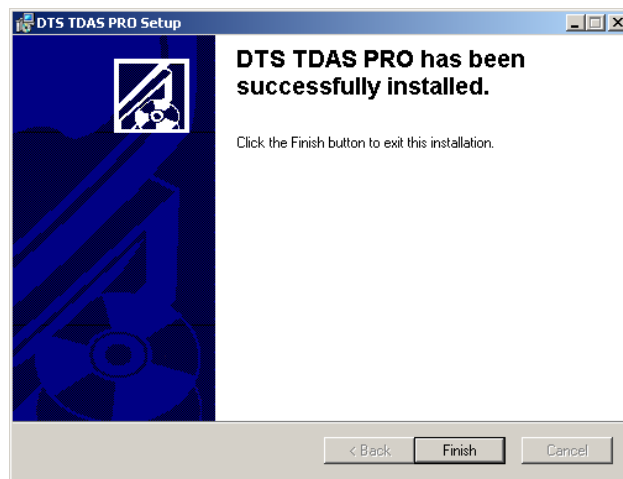 DTS TDAS PRO Setup
DTS TDAS PRO has been
successfully installed.
Click the Finish button to exit this installation.
< Back
Finish
Cancel